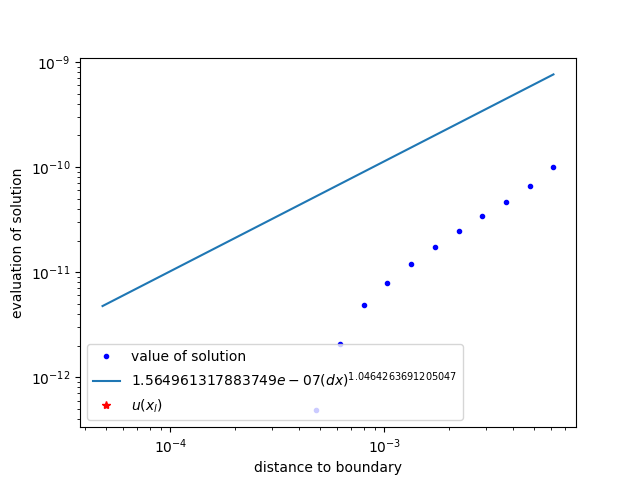 10⁻⁹
10⁻¹⁰
10⁻¹¹
10⁻¹²
evaluation of solution
value of solution
1.564961317883749e − 07(dx)^1.0464263691205047
u(x_l)
10⁻⁴
10⁻³
distance to boundary